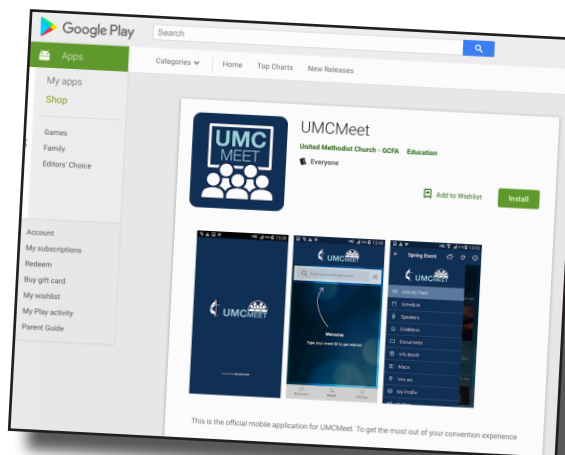 Google Play
Search
Apps
Categories
Home
Top Charts
New Releases
My apps
Shop
Games
Family
Editors' Choice
Account
My subscriptions
Redeem
Buy gift card
My wishlist
My Play activity
Parent Guide
UMC
MEET
UMCMeet
United Methodist Church - GCFA Education
Everyone
Add to Wishlist
Install
UMCMEET
UMCMEET
Welcome
Type your event ID to get started
Spring Event
UMCMEET
Activity Feed
Schedule
Speakers
Exhibitors
Documents
Info Booth
Maps
Venues
My Profile
This is the official mobile application for UMCMeet. To get the most out of your convention experience